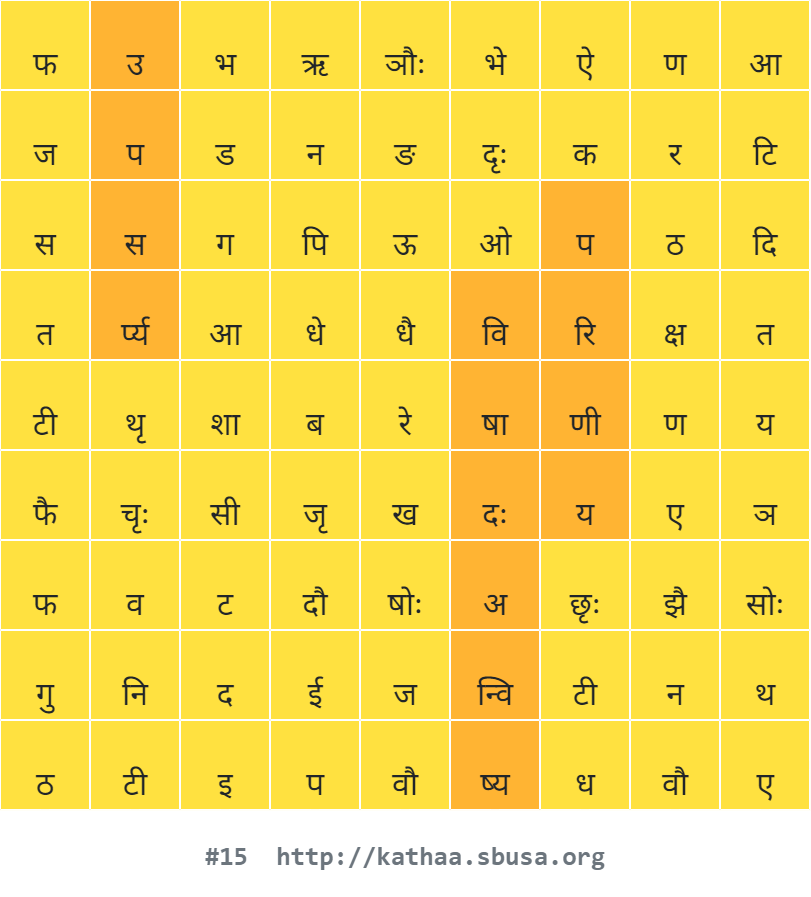 फ उ भ ऋ ञौः भे ऐ ण आ
ज प ड न ङ दृः क र टि
स स ग पि ऊ ओ प ठ दि
त र्प्य आ धे धै वि रि क्ष त
टी थृ शा ब रे षा णी ण य
फै चृः सी जृ ख दः य ए ञ
फ व ट दौ षोः अ छृः झै सोः
गु नि द ई ज न्वि टी न थ
ठ टी इ प वौ ष्य ध वौ ए
#15 http://kathaa.sbusa.org